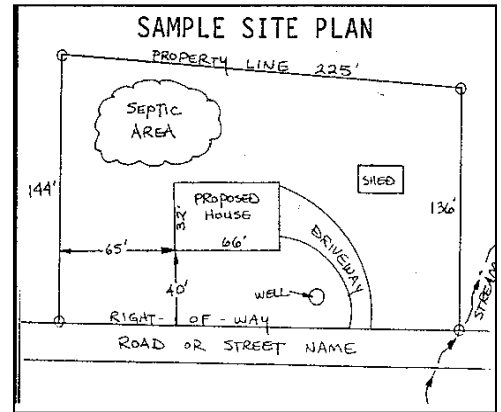 SAMPLE SITE PLAN
PROPERTY LINE 225'
SEPTIC
AREA
144'
SHED
PROPOSED
HOUSE
32'
66'
136'
65'
DRIVEWAY
40'
WELL
STREAM
RIGHT-OF-WAY
ROAD OR STREET NAME